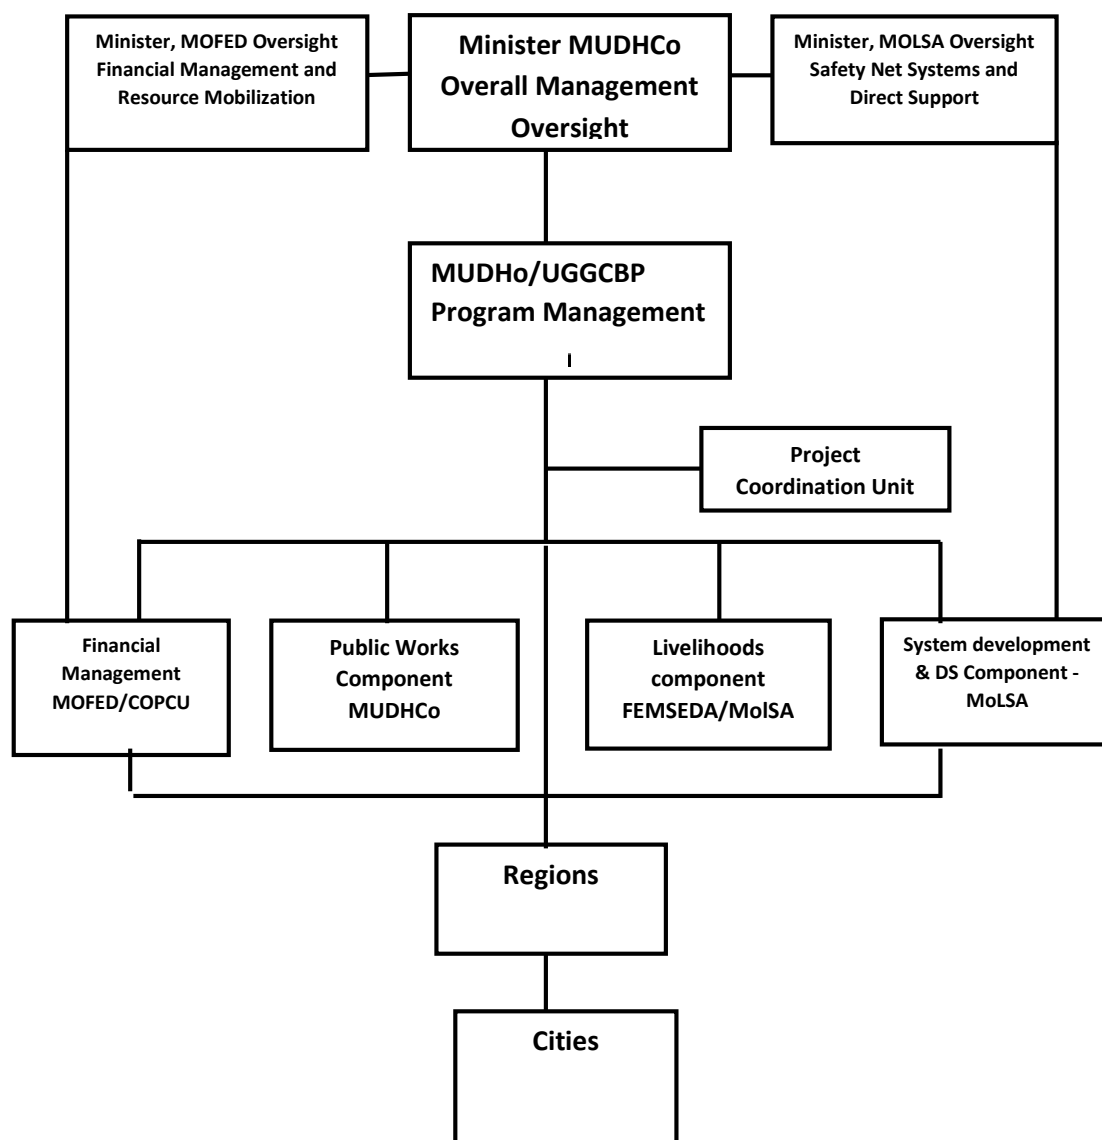 Minister, MOFED Oversight
Financial Management and
Resource Mobilization
Minister MUDHCo
Overall Management
Oversight
Minister, MOLSA Oversight
Safety Net Systems and
Direct Support
MUDHo/UGGCBP
Program Management
Project
Coordination Unit
Financial
Management
MOFED/COPCU
Public Works
Component
MUDHCo
Livelihoods
component
FEMSEDA/MolSA
System development
& DS Component -
MoLSA
Regions
Cities